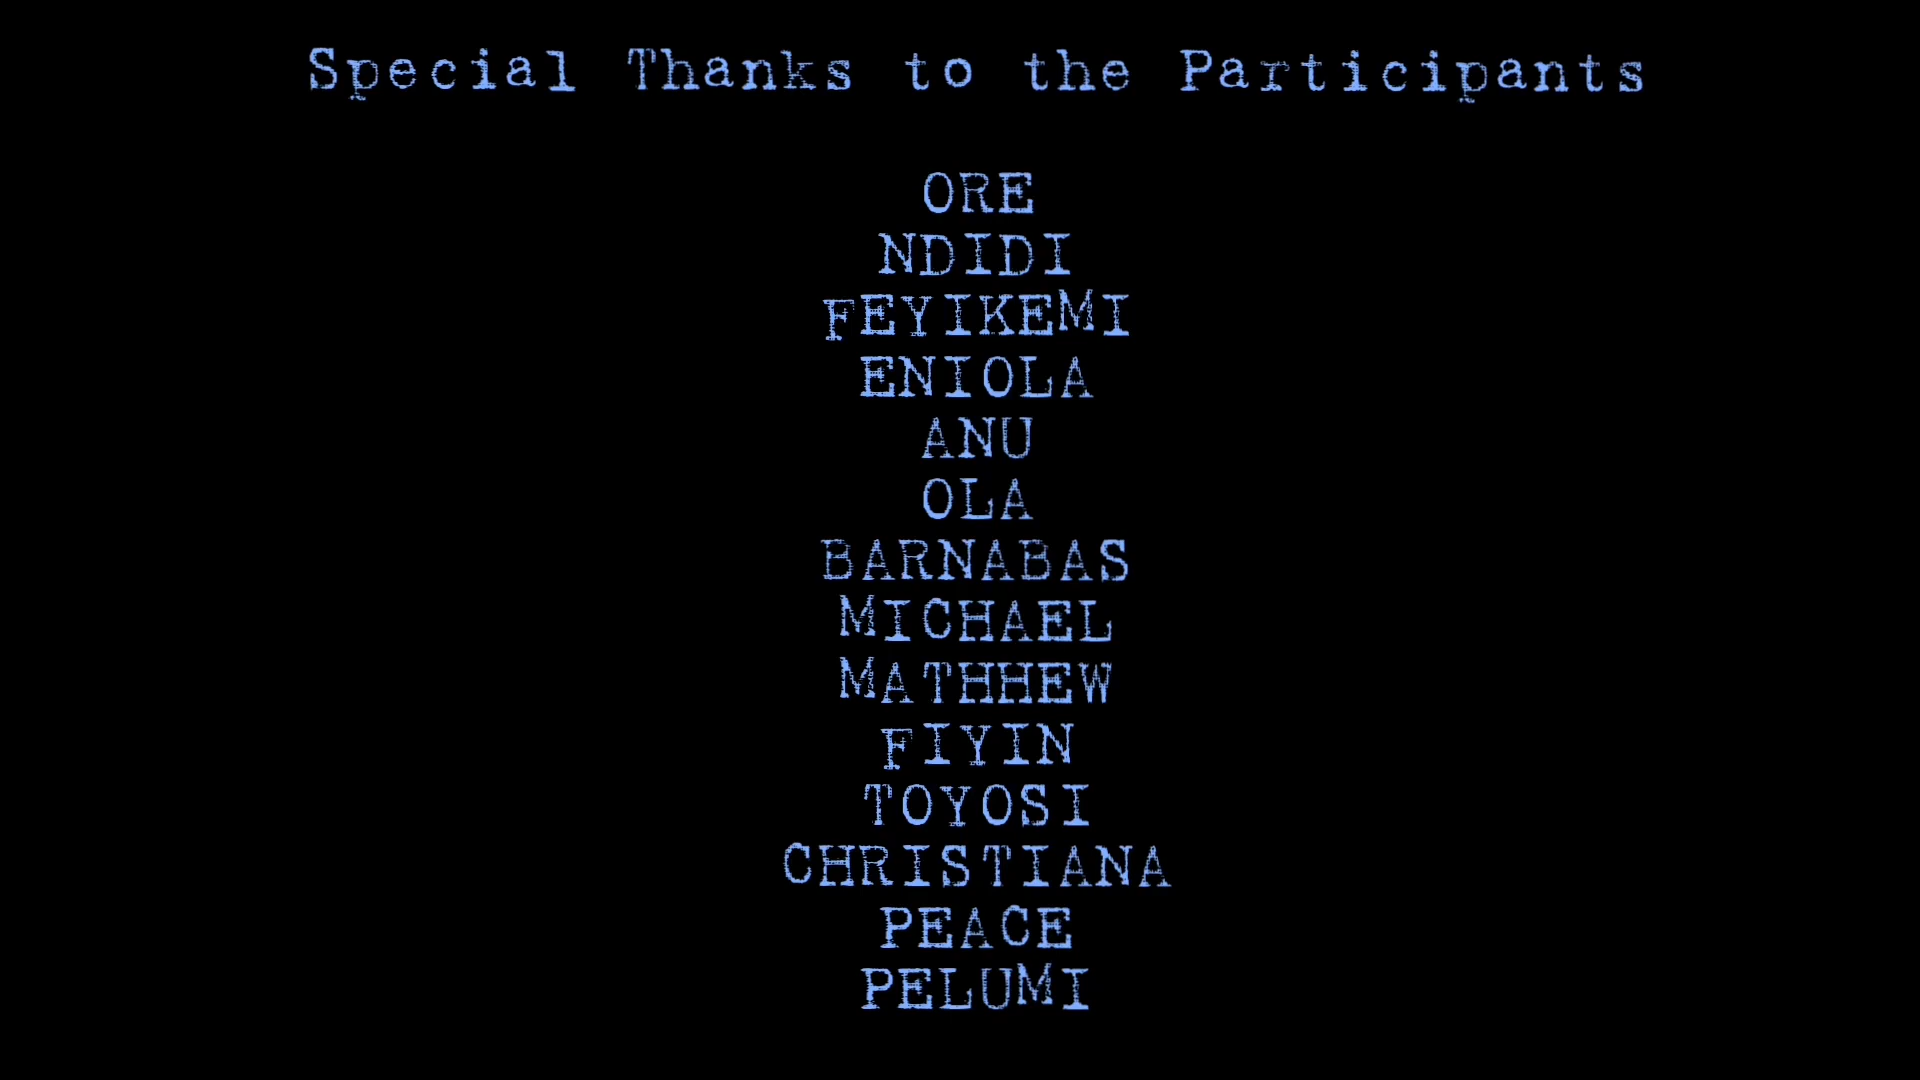 Special Thanks to the Participants
ORE
NDIDI
FEYIKEMI
ENIOLA
ANU
OLA
BARNABAS
MICHAEL
MATHHEW
FIYIN
TOYOSI
CHRISTIANA
PEACE
PELUMI